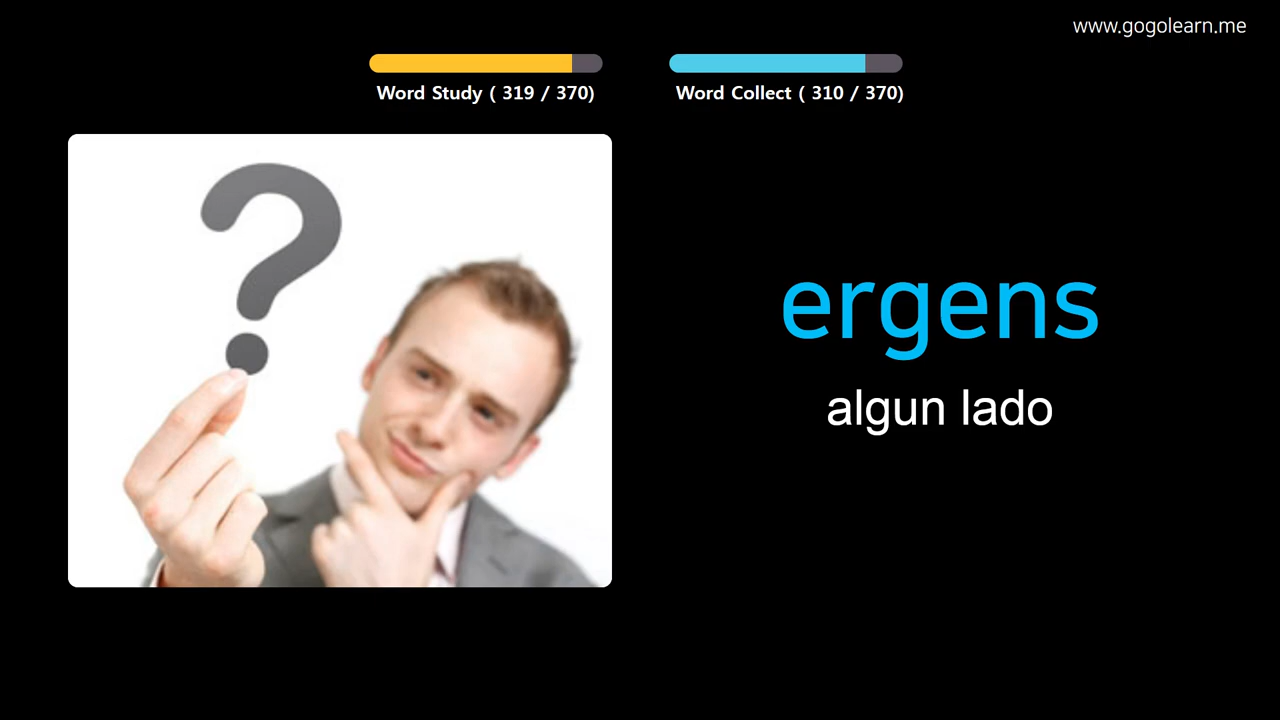 www.gogolearn.me
Word Study ( 319 / 370)
Word Collect ( 310 / 370)
?
ergens
algun lado